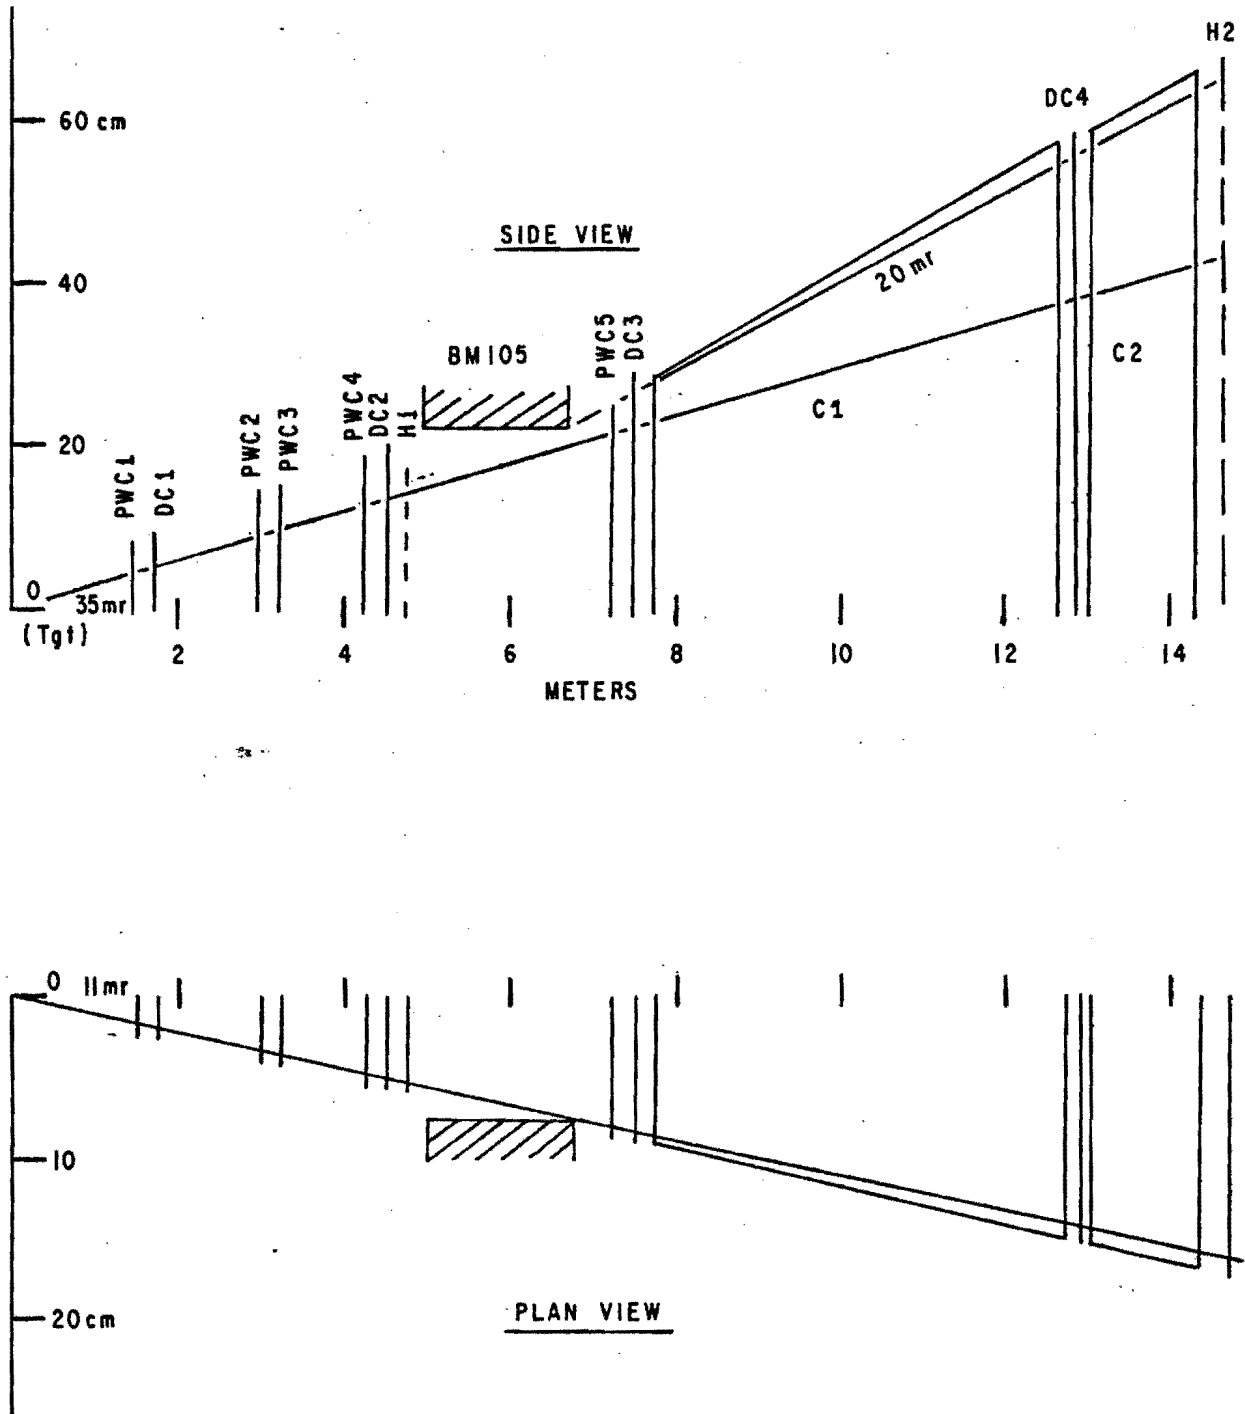 H2
DC4
60 cm
SIDE VIEW
40
20 mr
PWC5
DC3
BM105
C2
PWC4
DC2
H1
C1
20
PWC2
PWC3
PWC1
DC1
0
35mr
(Tgt)
2
4
6
8
10
12
14
METERS
0
11mr
10
20cm
PLAN VIEW